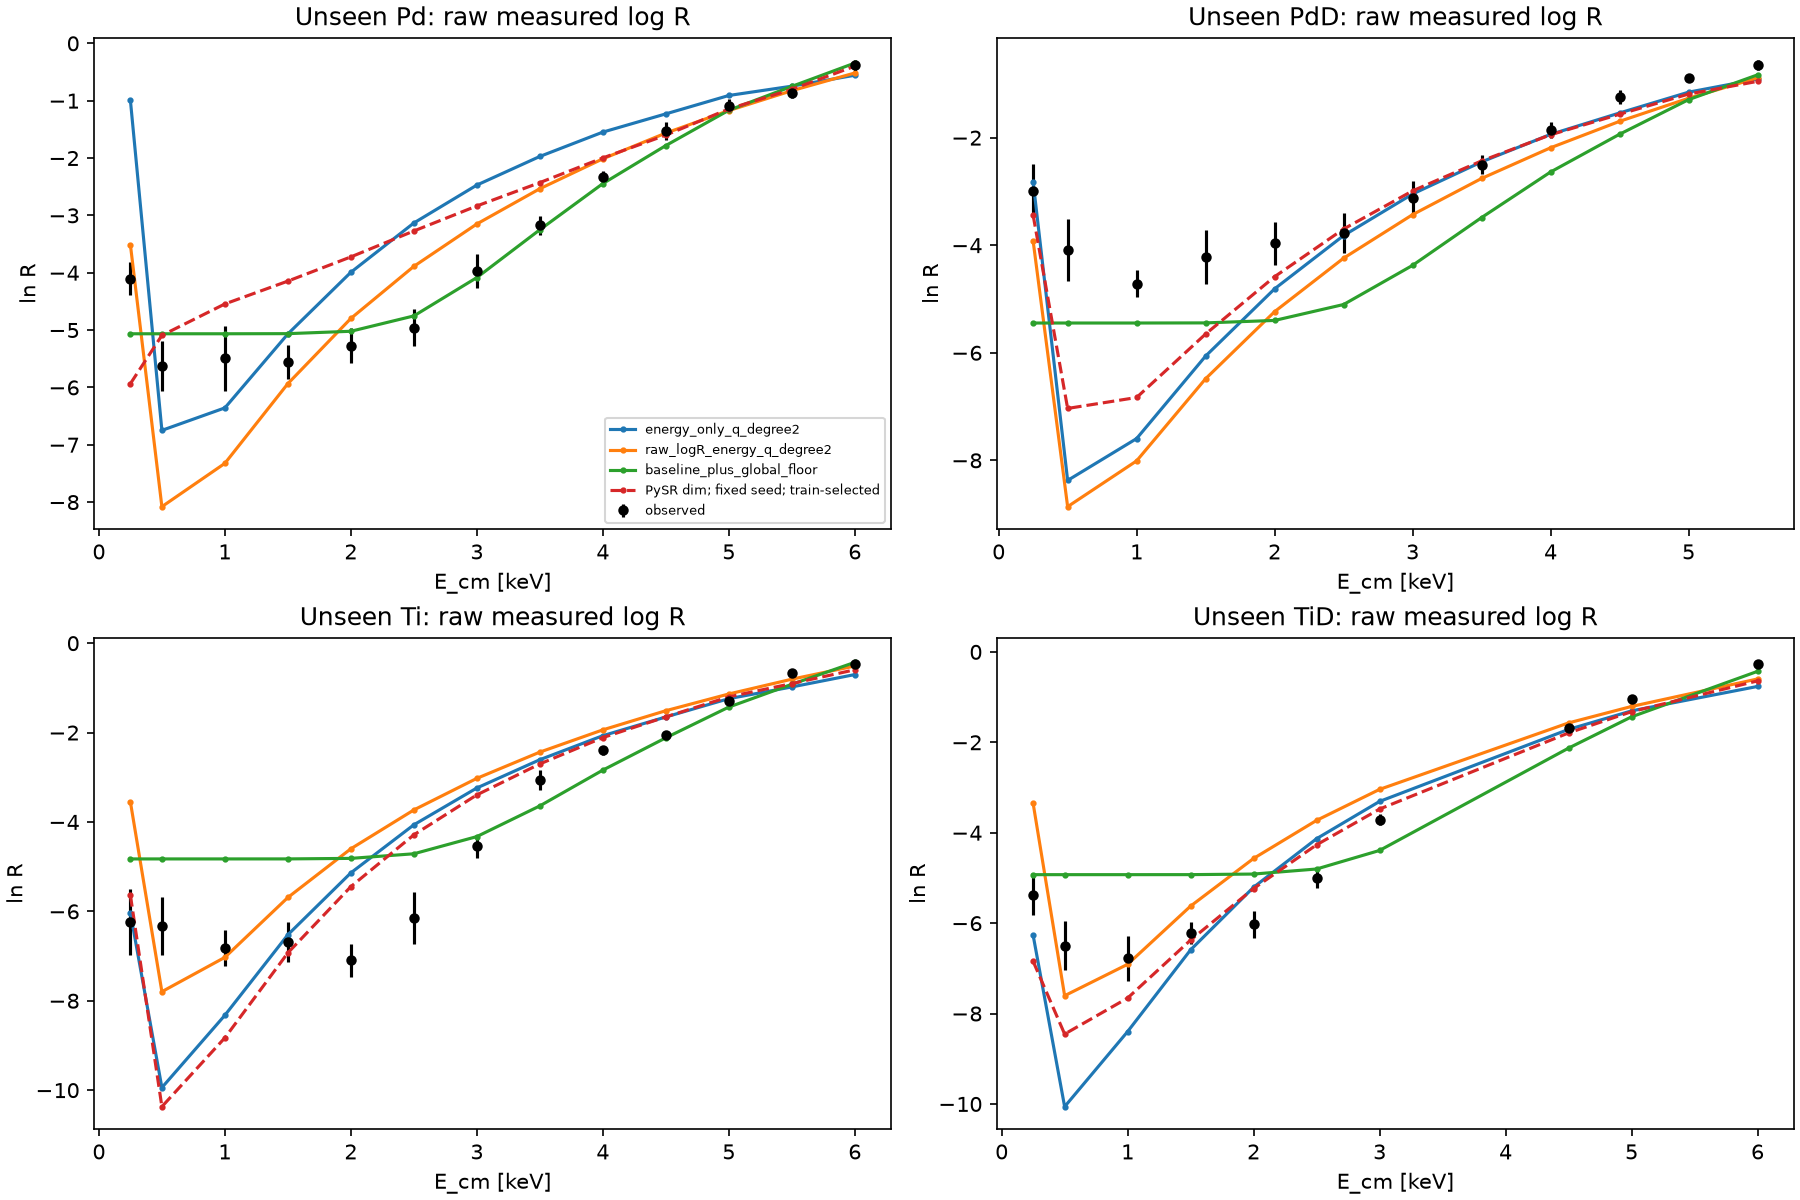 Unseen Pd: raw measured log R
0
−1
−2
−3
−4
−5
−6
−7
−8
ln R
energy_only_q_degree2
raw_logR_energy_q_degree2
baseline_plus_global_floor
PySR dim; fixed seed; train-selected
observed
0 1 2 3 4 5 6
E_cm [keV]
Unseen PdD: raw measured log R
−2
−4
−6
−8
ln R
0 1 2 3 4 5
E_cm [keV]
Unseen Ti: raw measured log R
0
−2
−4
−6
−8
−10
ln R
0 1 2 3 4 5 6
E_cm [keV]
Unseen TiD: raw measured log R
0
−2
−4
−6
−8
−10
ln R
0 1 2 3 4 5 6
E_cm [keV]